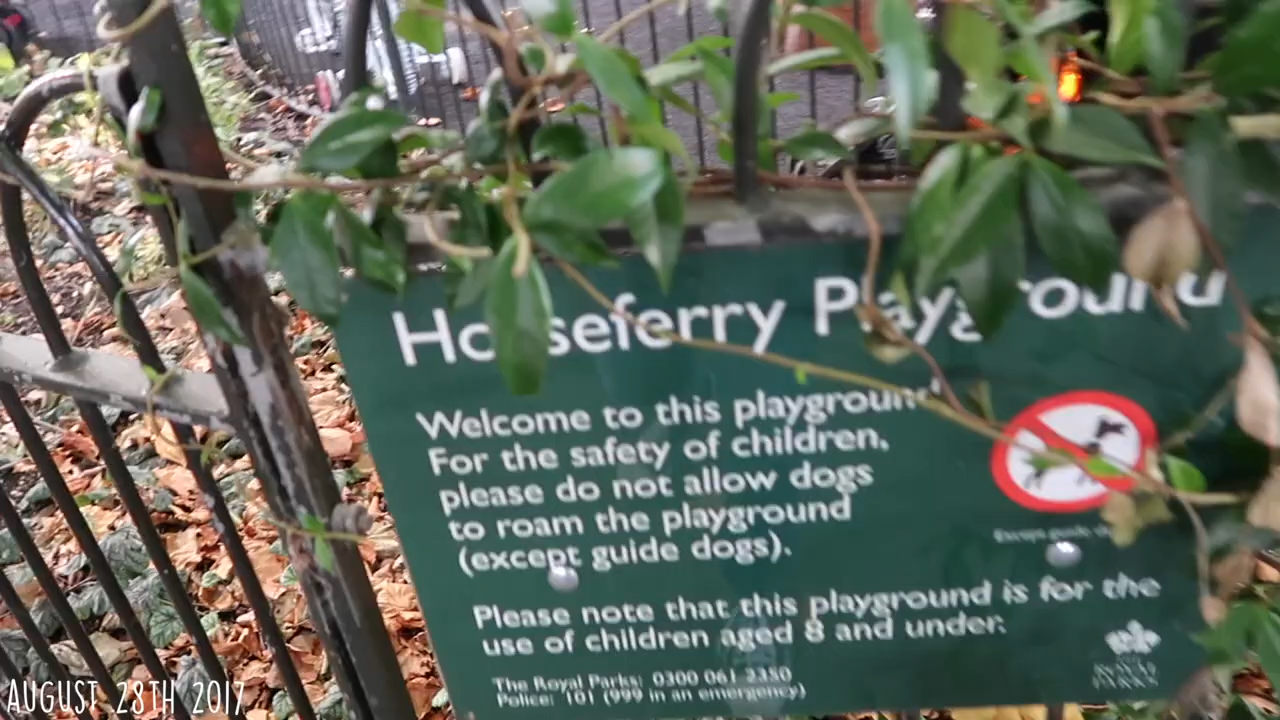 Horseferry Playground
Welcome to this playground
For the safety of children,
please do not allow dogs
to roam the playground
(except guide dogs).
Except guide
Please note that this playground is for the
use of children aged 8 and under.
The Royal Parks: 0300 061 2350
Police: 101 (999 in an emergency)
AUGUST 28TH 2017